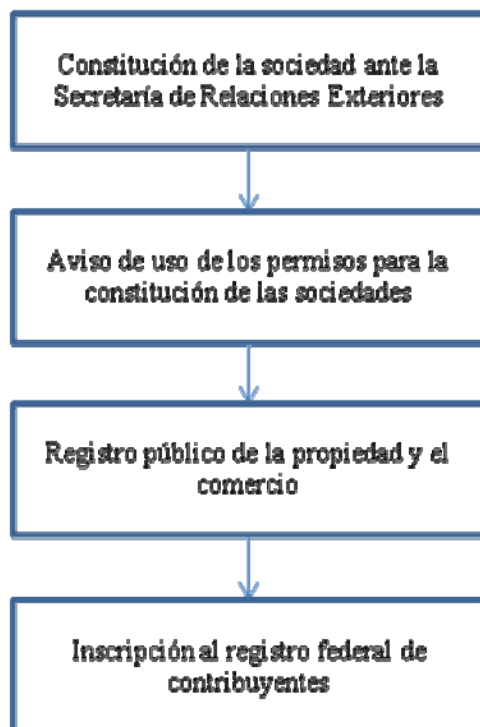 Constitución de la sociedad ante la
Secretaría de Relaciones Exteriores
Aviso de uso de los permisos para la
constitución de las sociedades
Registro público de la propiedad y el
comercio
Inscripción al registro federal de
contribuyentes